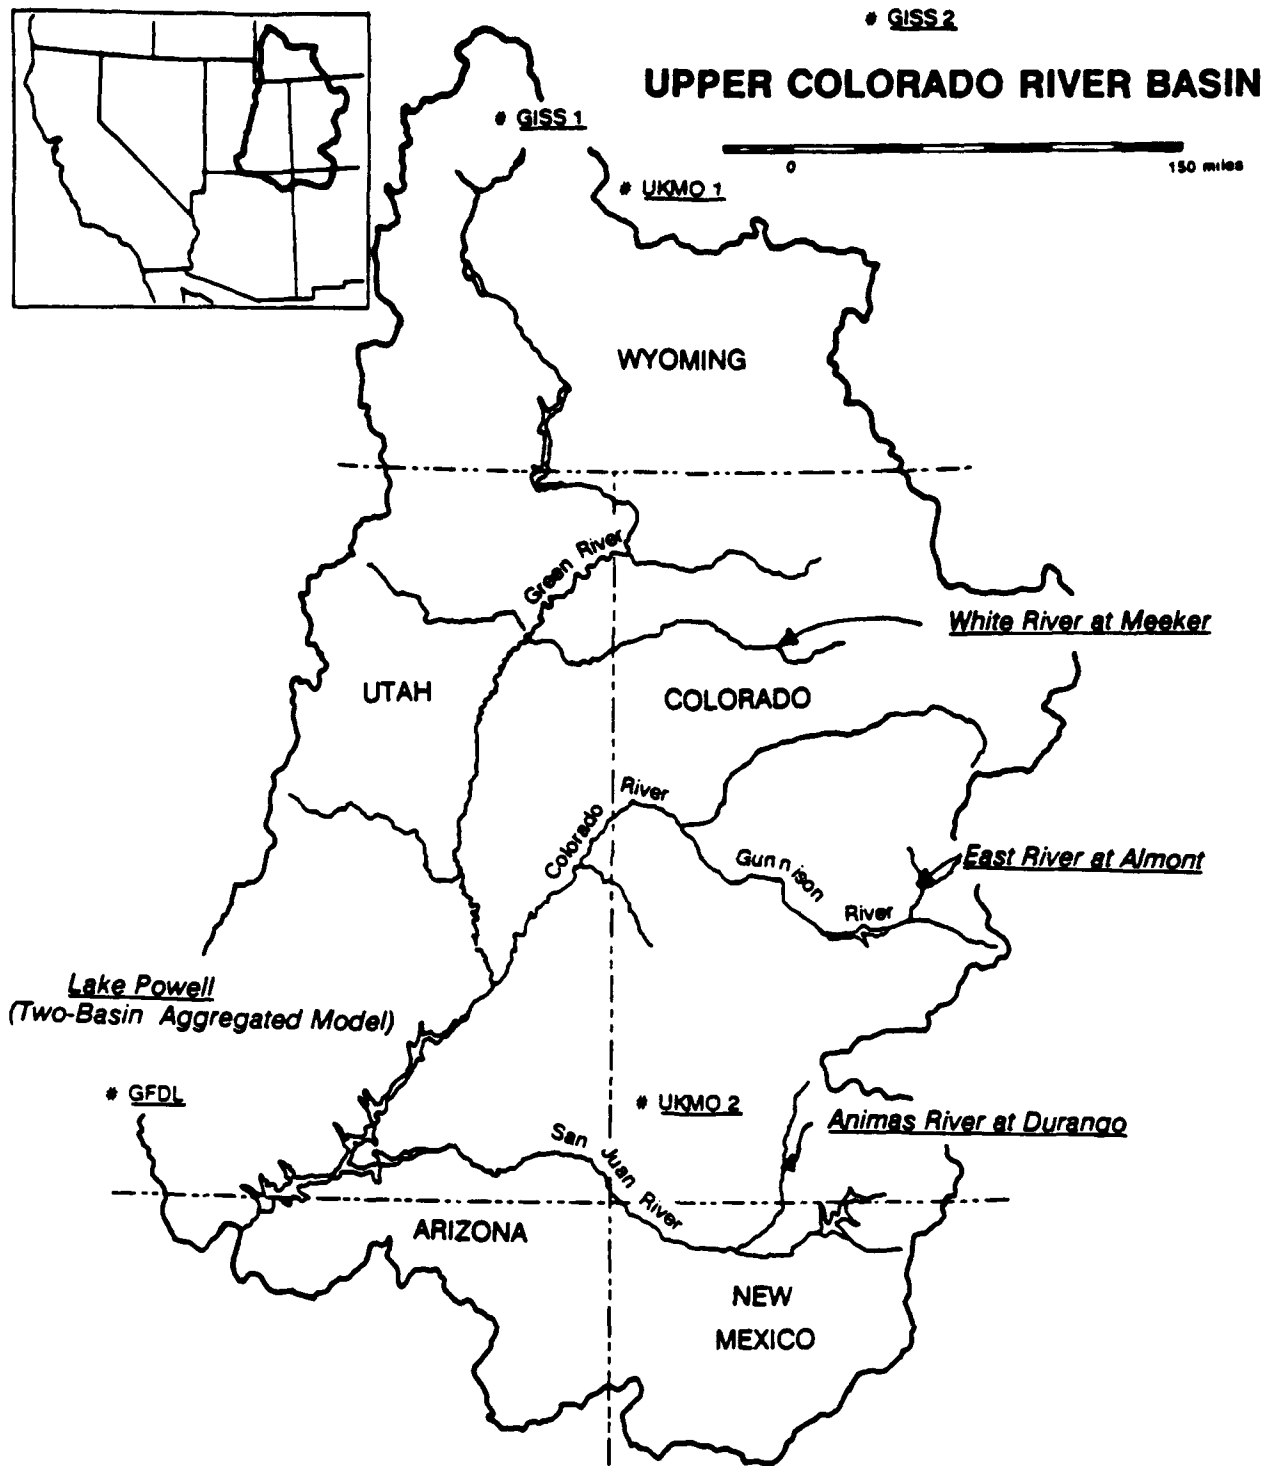 # GISS 2
UPPER COLORADO RIVER BASIN
# GISS 1
0
150 miles
# UKMO 1
WYOMING
Green River
White River at Meeker
UTAH
COLORADO
Colorado River
Gunnison River
East River at Almont
Lake Powell
(Two-Basin Aggregated Model)
# GFDL
# UKMO 2
Animas River at Durango
San Juan River
ARIZONA
NEW
MEXICO